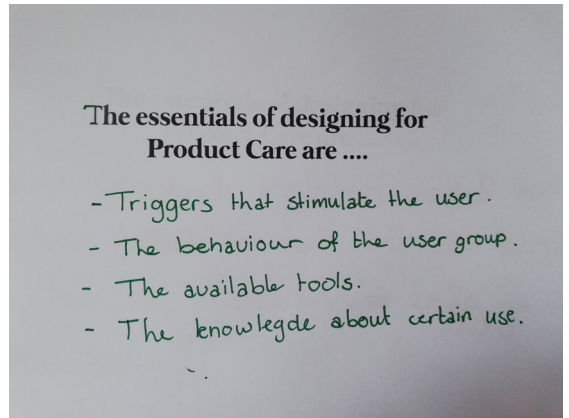 The essentials of designing for
Product Care are ....
- Triggers that stimulate the user.
- The behaviour of the user group.
- The available tools.
- The knowlegde about certain use.